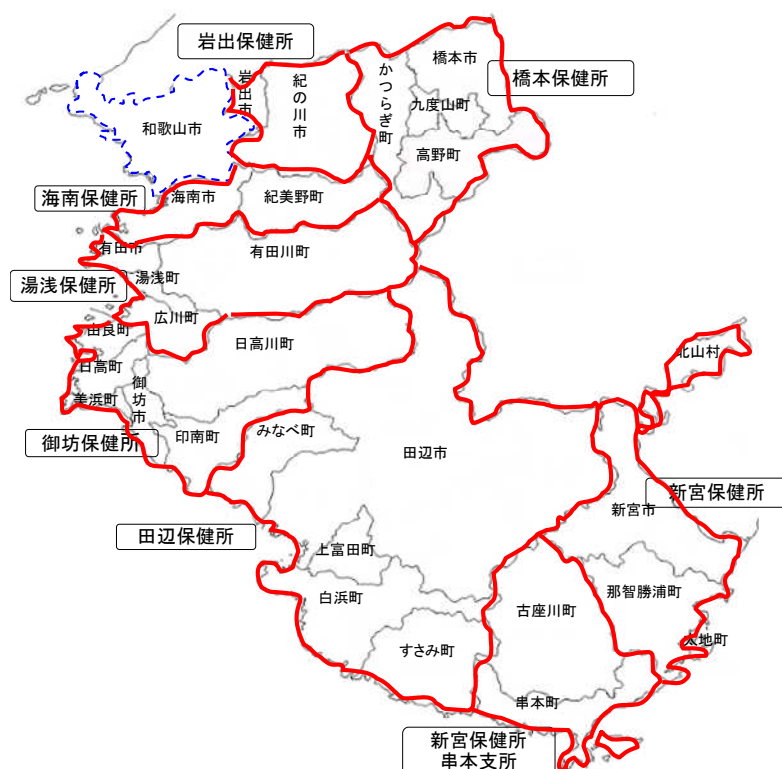 岩出保健所
橋本市
橋本保健所
かつらぎ町
岩出市
紀の川市
九度山町
和歌山市
高野町
海南保健所
海南市
紀美野町
有田市
有田川町
湯浅町
湯浅保健所
広川町
由良町
日高川町
北山村
日高町
御坊市
美浜町
御坊保健所
印南町
みなべ町
田辺市
新宮保健所
新宮市
田辺保健所
上富田町
白浜町
那智勝浦町
古座川町
太地町
すさみ町
串本町
新宮保健所
串本支所